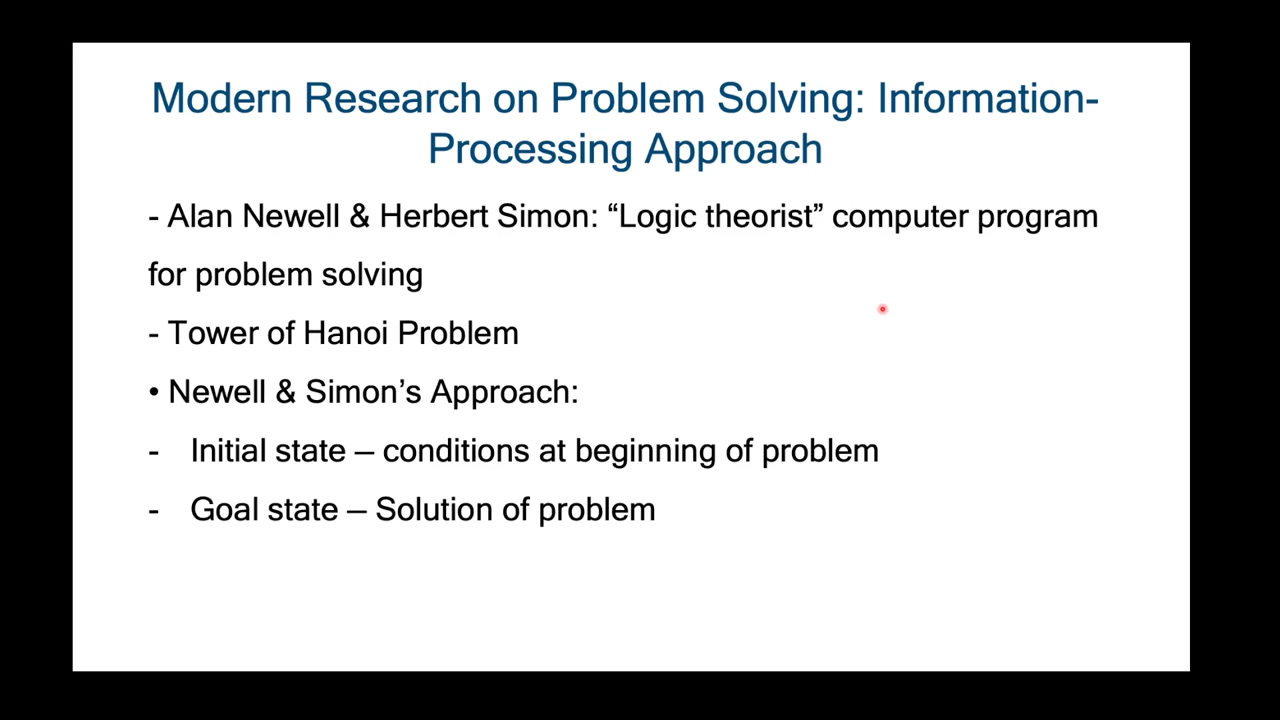 Modern Research on Problem Solving: Information-
Processing Approach
- Alan Newell & Herbert Simon: “Logic theorist” computer program
for problem solving
- Tower of Hanoi Problem
• Newell & Simon’s Approach:
- Initial state – conditions at beginning of problem
- Goal state – Solution of problem